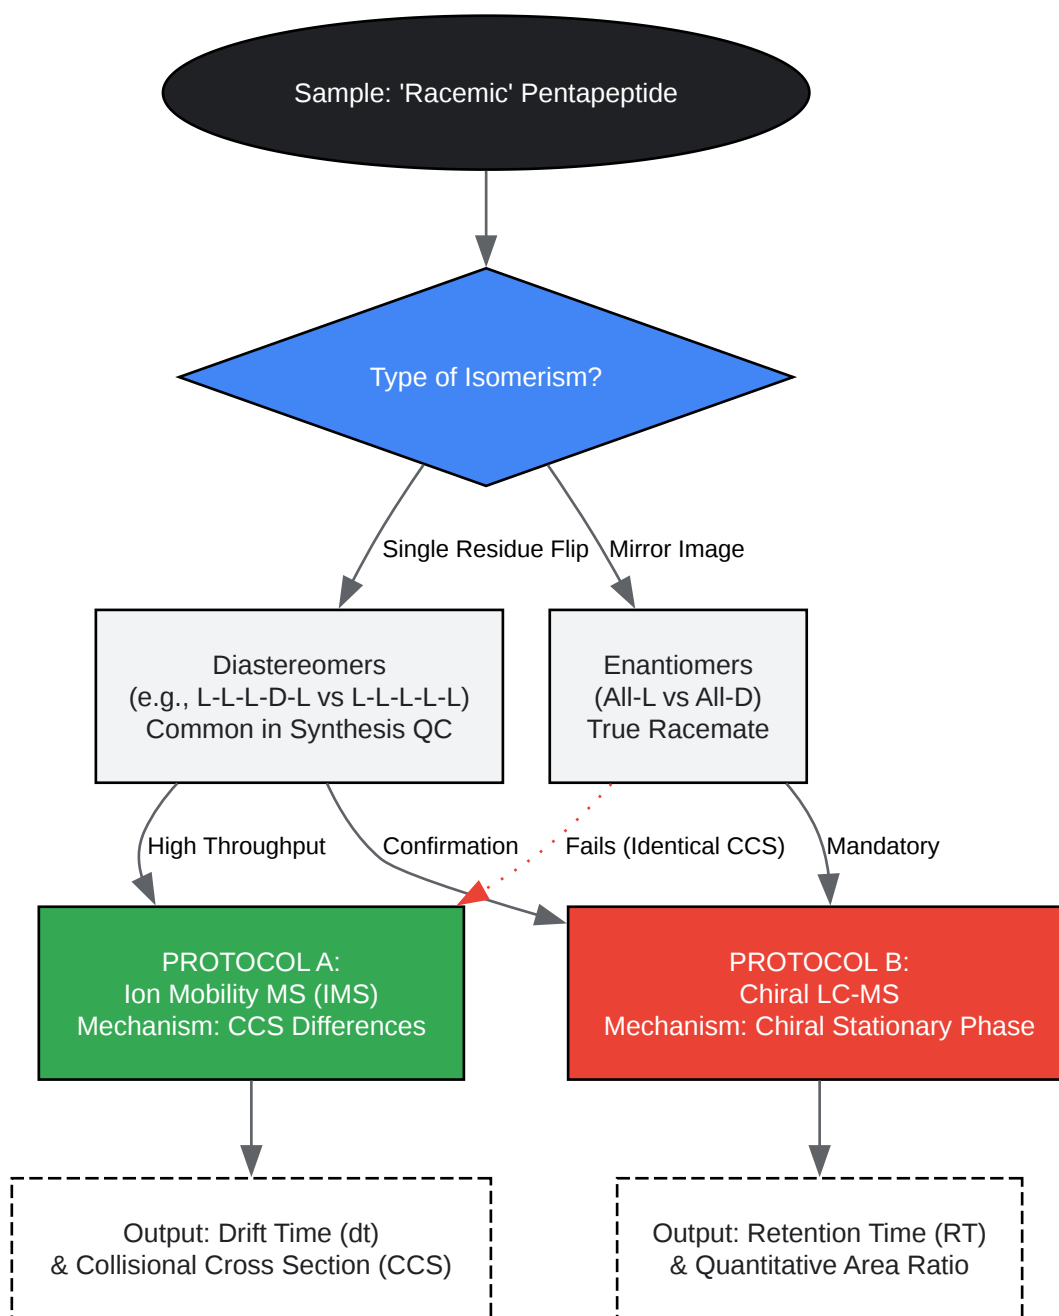 Sample: 'Racemic' Pentapeptide
Type of Isomerism?
Single Residue Flip
Mirror Image
Diastereomers
(e.g., L-L-L-D-L vs L-L-L-L-L)
Common in Synthesis QC
Enantiomers
(All-L vs All-D)
True Racemate
High Throughput
Confirmation
Fails (Identical CCS)
Mandatory
PROTOCOL A:
Ion Mobility MS (IMS)
Mechanism: CCS Differences
PROTOCOL B:
Chiral LC-MS
Mechanism: Chiral Stationary Phase
Output: Drift Time (dt)
& Collisional Cross Section (CCS)
Output: Retention Time (RT)
& Quantitative Area Ratio